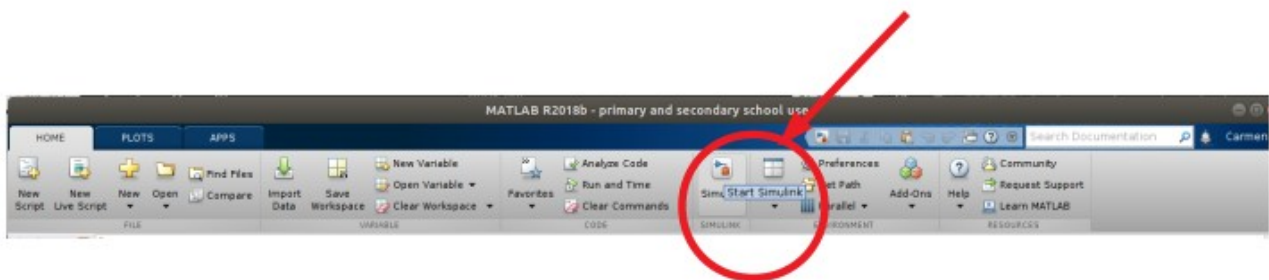 MATLAB R2018b - primary and secondary school use
HOME PLOTS APPS
Search Documentation
Carmen
New Script
New Live Script
New
Open
Find Files
Compare
FILE
Import Data
Save Workspace
New Variable
Open Variable
Clear Workspace
VARIABLE
Favorites
Analyze Code
Run and Time
Clear Commands
CODE
Start Simulink
SIMULINK
Preferences
Add-Ons
ENVIRONMENT
Help
Community
Request Support
Learn MATLAB
RESOURCES